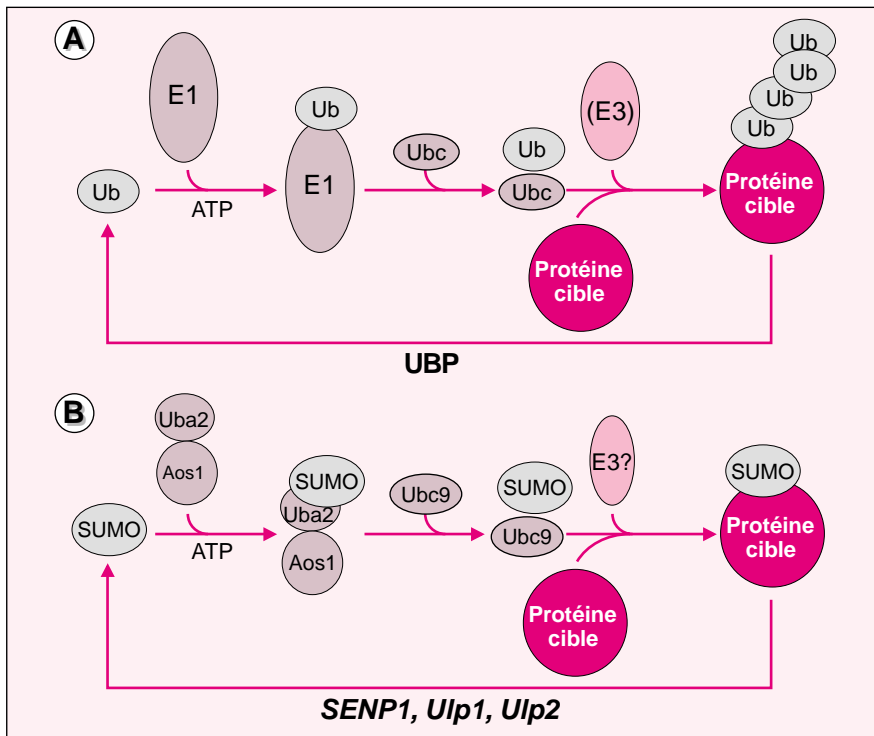 A
E1
Ub
ATP
Ub
E1
Ubc
Ub
Ubc
(E3)
Protéine
cible
Ub
Ub
Ub
Ub
Protéine
cible
UBP
B
Uba2
Aos1
SUMO
ATP
SUMO
Uba2
Aos1
Ubc9
SUMO
Ubc9
E3?
Protéine
cible
SUMO
Protéine
cible
SENP1, Ulp1, Ulp2